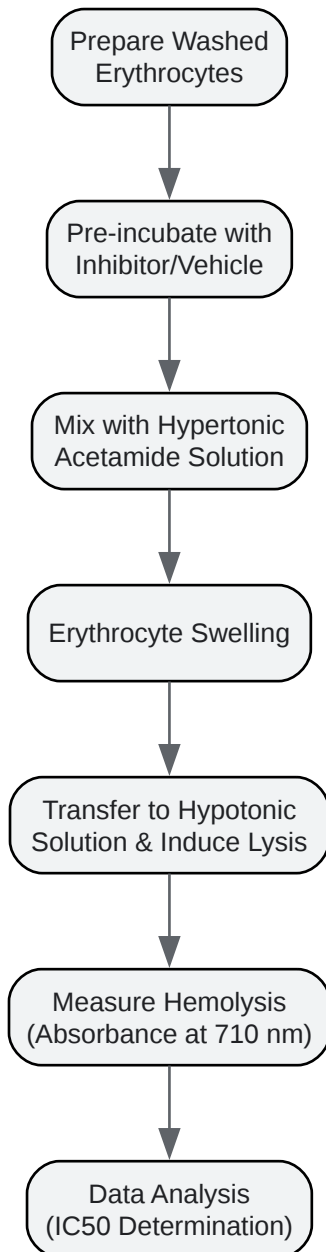 Prepare Washed
Erythrocytes
Pre-incubate with
Inhibitor/Vehicle
Mix with Hypertonic
Acetamide Solution
Erythrocyte Swelling
Transfer to Hypotonic
Solution & Induce Lysis
Measure Hemolysis
(Absorbance at 710 nm)
Data Analysis
(IC50 Determination)